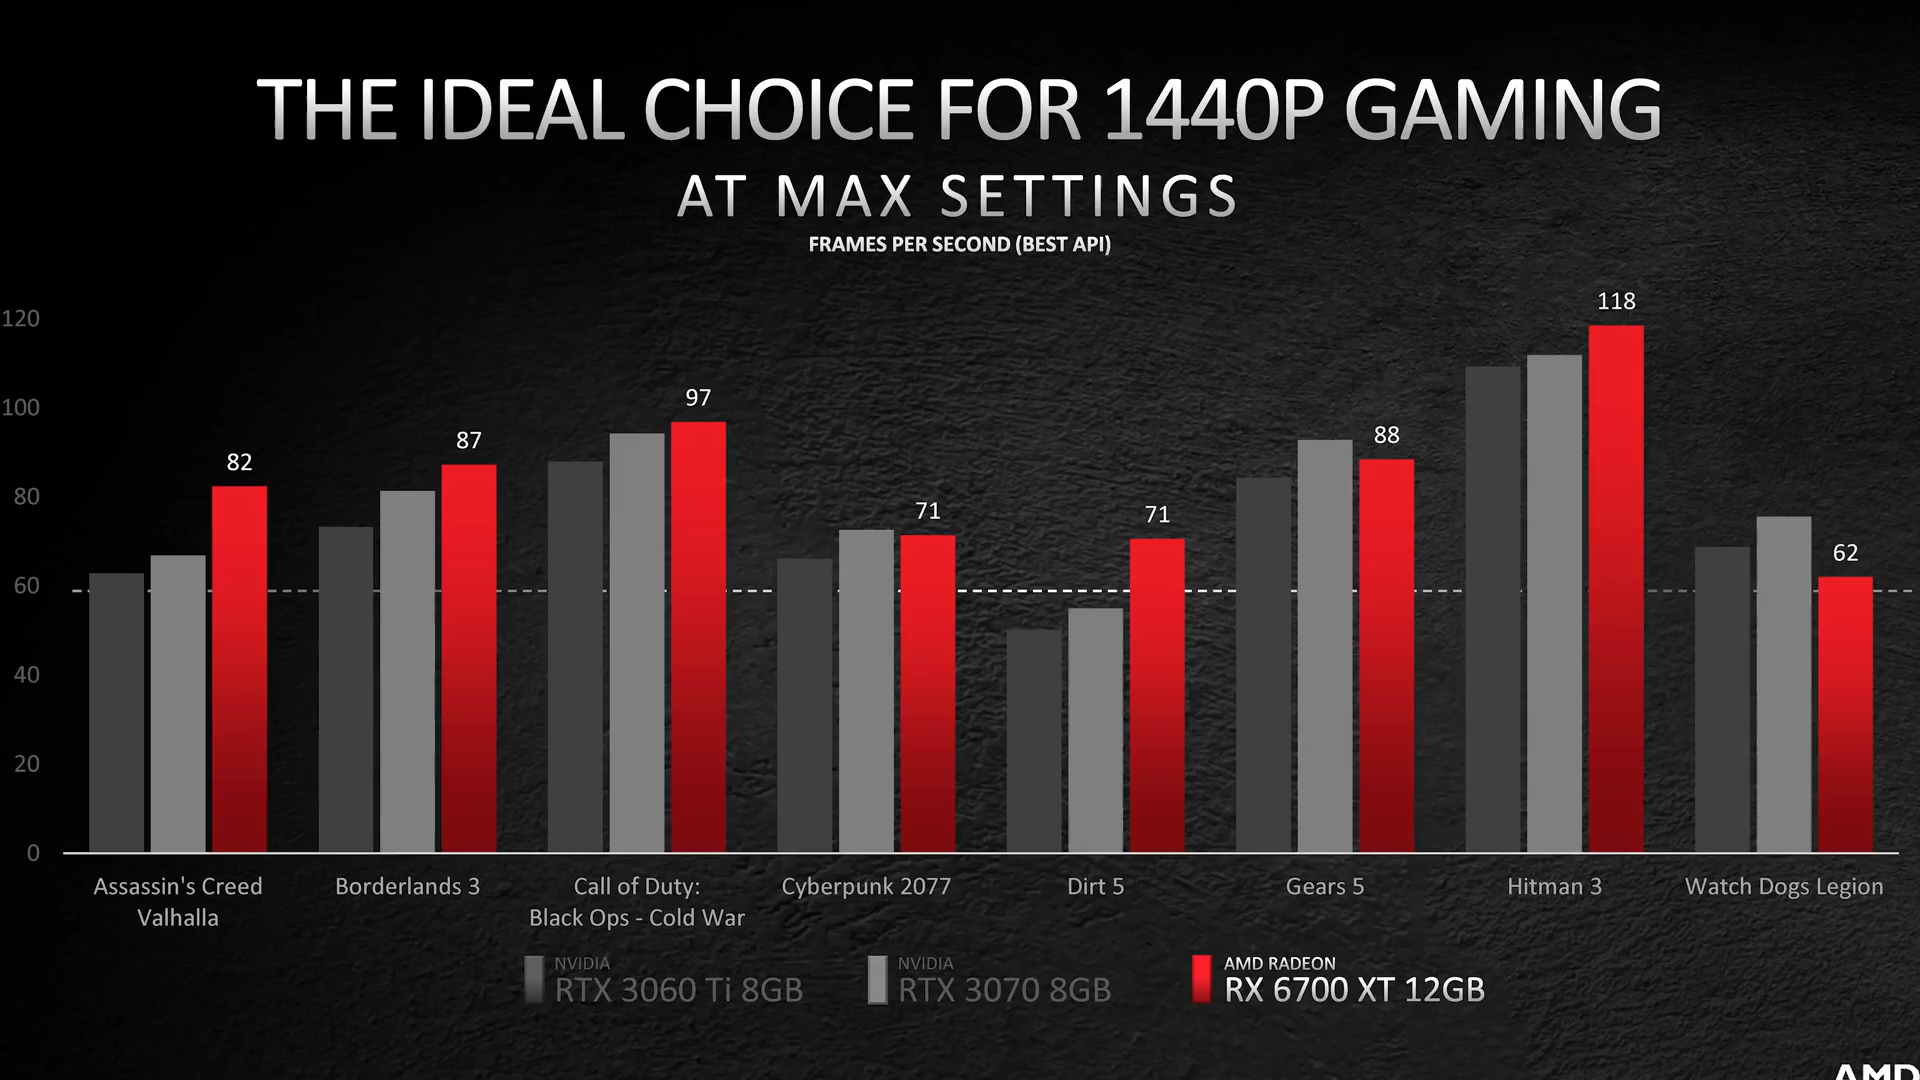 THE IDEAL CHOICE FOR 1440P GAMING
AT MAX SETTINGS
FRAMES PER SECOND (BEST API)
120
100
80
60
40
20
0
82
87
97
71
71
88
118
62
Assassin's Creed
Valhalla
Borderlands 3
Call of Duty:
Black Ops - Cold War
Cyberpunk 2077
Dirt 5
Gears 5
Hitman 3
Watch Dogs Legion
NVIDIA
RTX 3060 Ti 8GB
NVIDIA
RTX 3070 8GB
AMD RADEON
RX 6700 XT 12GB
AMD